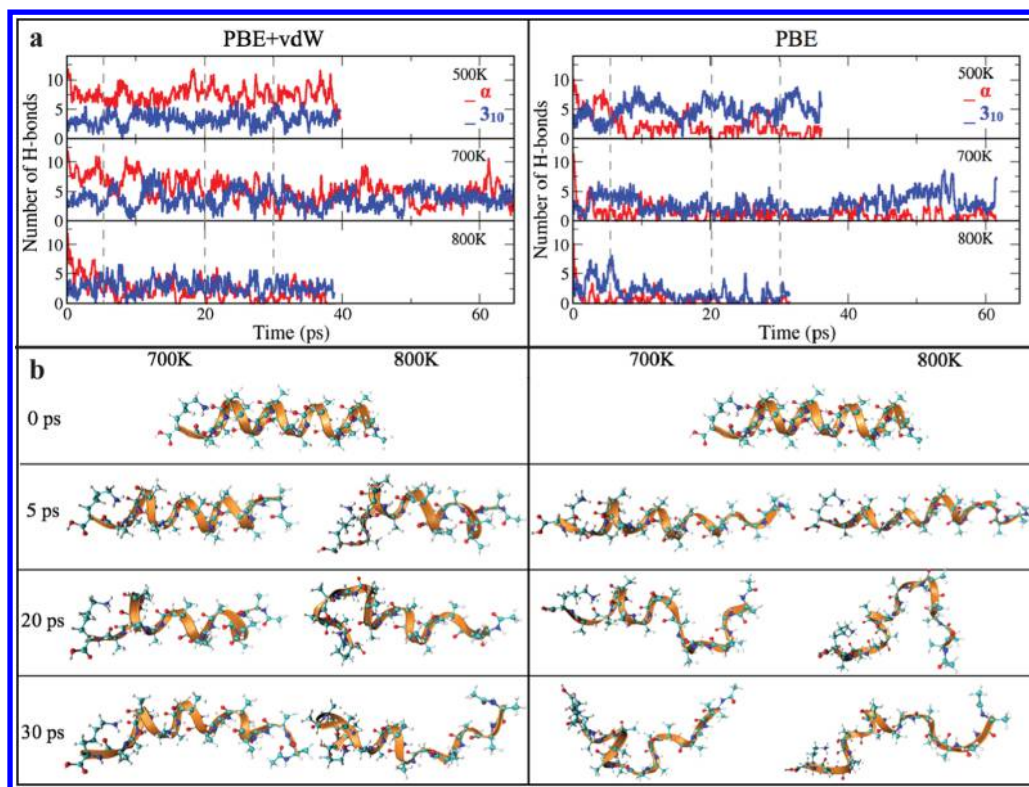 a
PBE+vdW
PBE
Number of H-bonds
10
5
0
500K
α
3₁₀
10
5
0
700K
10
5
0
800K
0 20 40 60
Time (ps)
Number of H-bonds
10
5
0
500K
α
3₁₀
10
5
0
700K
10
5
0
800K
0 20 40 60
Time (ps)
b
700K 800K 700K 800K
0 ps
5 ps
20 ps
30 ps